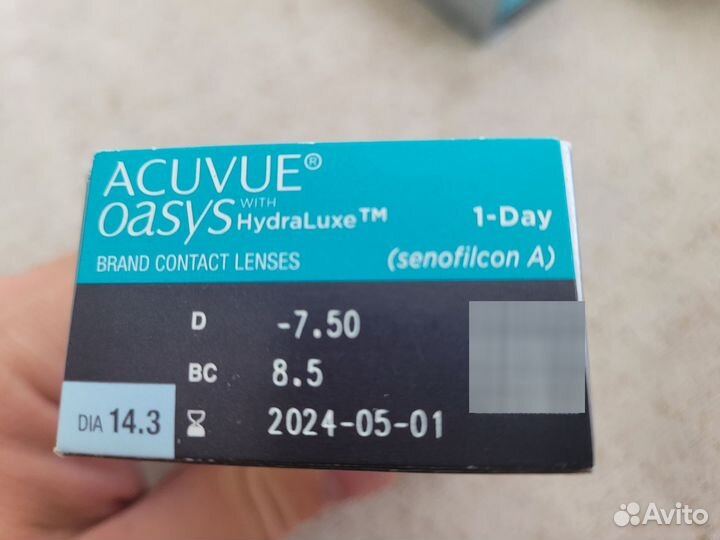 ACUVUE®
OASYS WITH HydraLuxe™ 1-Day
BRAND CONTACT LENSES (senofilcon A)
D -7.50
BC 8.5
DIA 14.3 2024-05-01
Avito